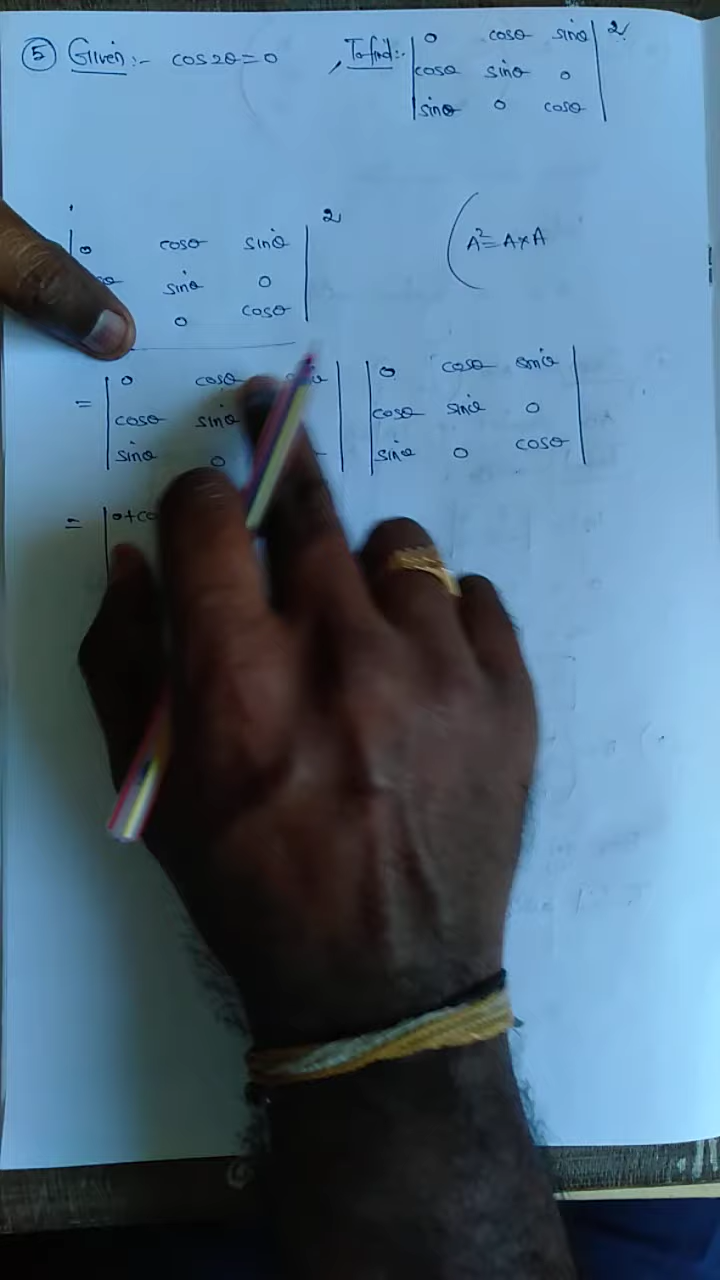 ⑤ Given :- cos2θ=0 , To find:- | 0 cosθ sinθ | 2
cosθ sinθ 0
sinθ 0 cosθ
0 cosθ sinθ | 2
sinθ 0
0 cosθ
( A²=A×A
= | 0 cosθ | | 0 cosθ sinθ |
cosθ sin cosθ sinθ 0
sinθ 0 sinθ 0 cosθ
= | 0+co